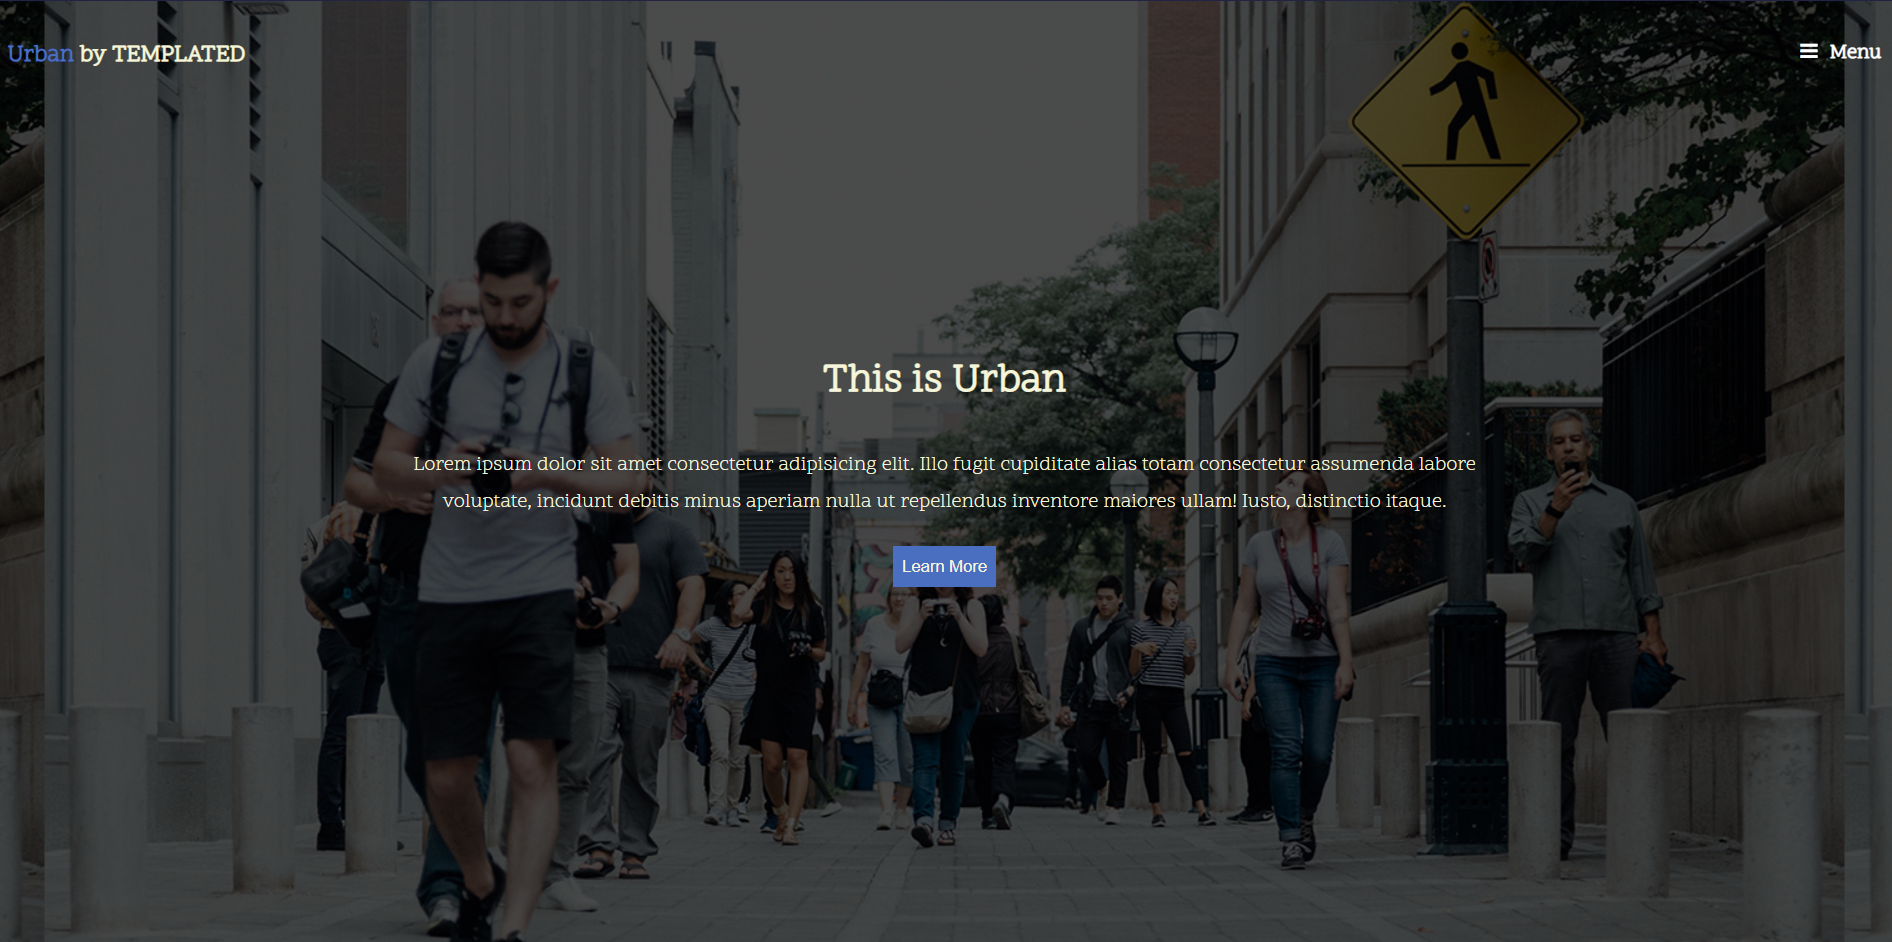 Urban by TEMPLATED
Menu
This is Urban
Lorem ipsum dolor sit amet consectetur adipisicing elit. Illo fugit cupiditate alias totam consectetur assumenda labore
voluptate, incidunt debitis minus aperiam nulla ut repellendus inventore maiores ullam! Iusto, distinctio itaque.
Learn More